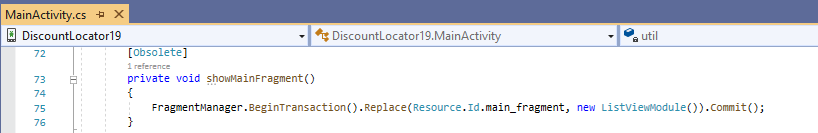 MainActivity.cs
DiscountLocator19 DiscountLocator19.MainActivity util
72 [Obsolete]
1 reference
73 private void showMainFragment()
74 {
75 FragmentManager.BeginTransaction().Replace(Resource.Id.main_fragment, new ListViewModule()).Commit();
76 }